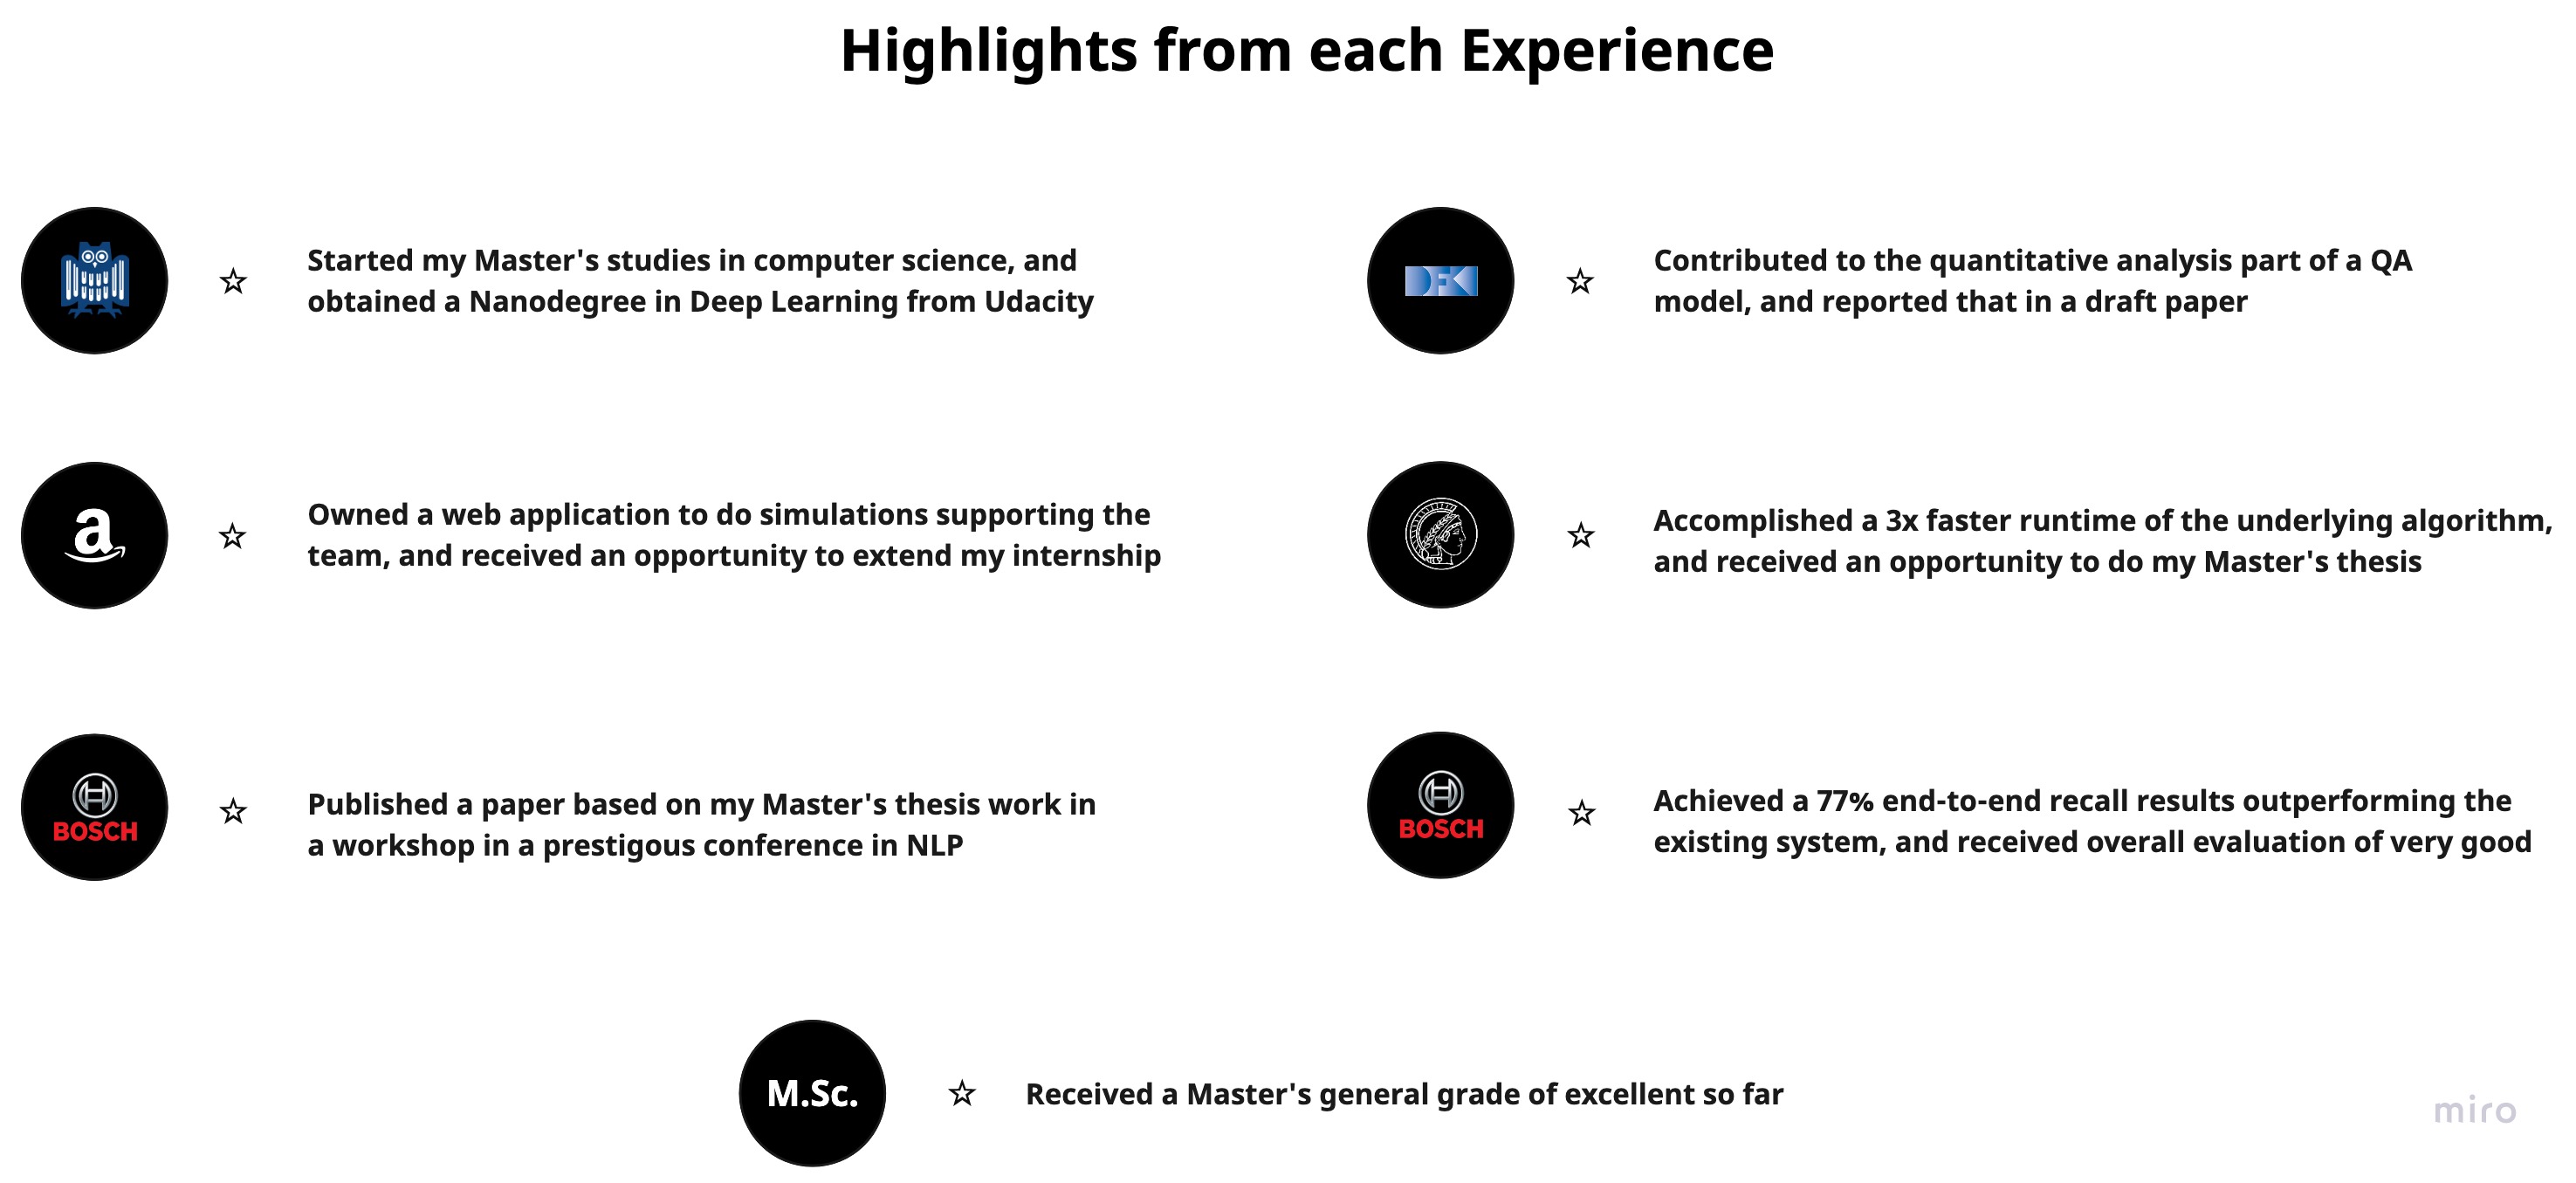 Highlights from each Experience
Started my Master's studies in computer science, and
obtained a Nanodegree in Deep Learning from Udacity
DFKI
Contributed to the quantitative analysis part of a QA
model, and reported that in a draft paper
a
Owned a web application to do simulations supporting the
team, and received an opportunity to extend my internship
Accomplished a 3x faster runtime of the underlying algorithm,
and received an opportunity to do my Master's thesis
BOSCH
Published a paper based on my Master's thesis work in
a workshop in a prestigous conference in NLP
BOSCH
Achieved a 77% end-to-end recall results outperforming the
existing system, and received overall evaluation of very good
M.Sc.
Received a Master's general grade of excellent so far
miro